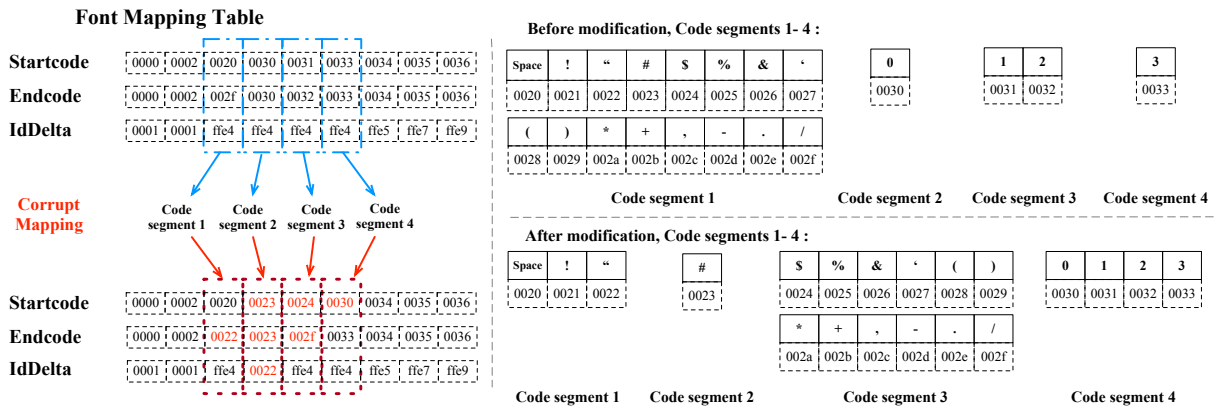 Font Mapping Table
Startcode 0000 0002 0020 0030 0031 0033 0034 0035 0036
Endcode 0000 0002 002f 0030 0032 0033 0034 0035 0036
IdDelta 0001 0001 ffe4 ffe4 ffe4 ffe4 ffe5 ffe7 ffe9
Corrupt
Mapping
Code
segment 1
Code
segment 2
Code
segment 3
Code
segment 4
Startcode 0000 0002 0020 0023 0024 0030 0034 0035 0036
Endcode 0000 0002 0022 0023 002f 0033 0034 0035 0036
IdDelta 0001 0001 ffe4 0022 ffe4 ffe4 ffe5 ffe7 ffe9
Before modification, Code segments 1- 4 :
Space ! “ # $ % & ‘
0020 0021 0022 0023 0024 0025 0026 0027
( ) * + , - . /
0028 0029 002a 002b 002c 002d 002e 002f
Code segment 1
0
0030
Code segment 2
1 2
0031 0032
Code segment 3
3
0033
Code segment 4
After modification, Code segments 1- 4 :
Space ! “
0020 0021 0022
Code segment 1
#
0023
Code segment 2
$ % & ‘ ( )
0024 0025 0026 0027 0028 0029
* + , - . /
002a 002b 002c 002d 002e 002f
Code segment 3
0 1 2 3
0030 0031 0032 0033
Code segment 4